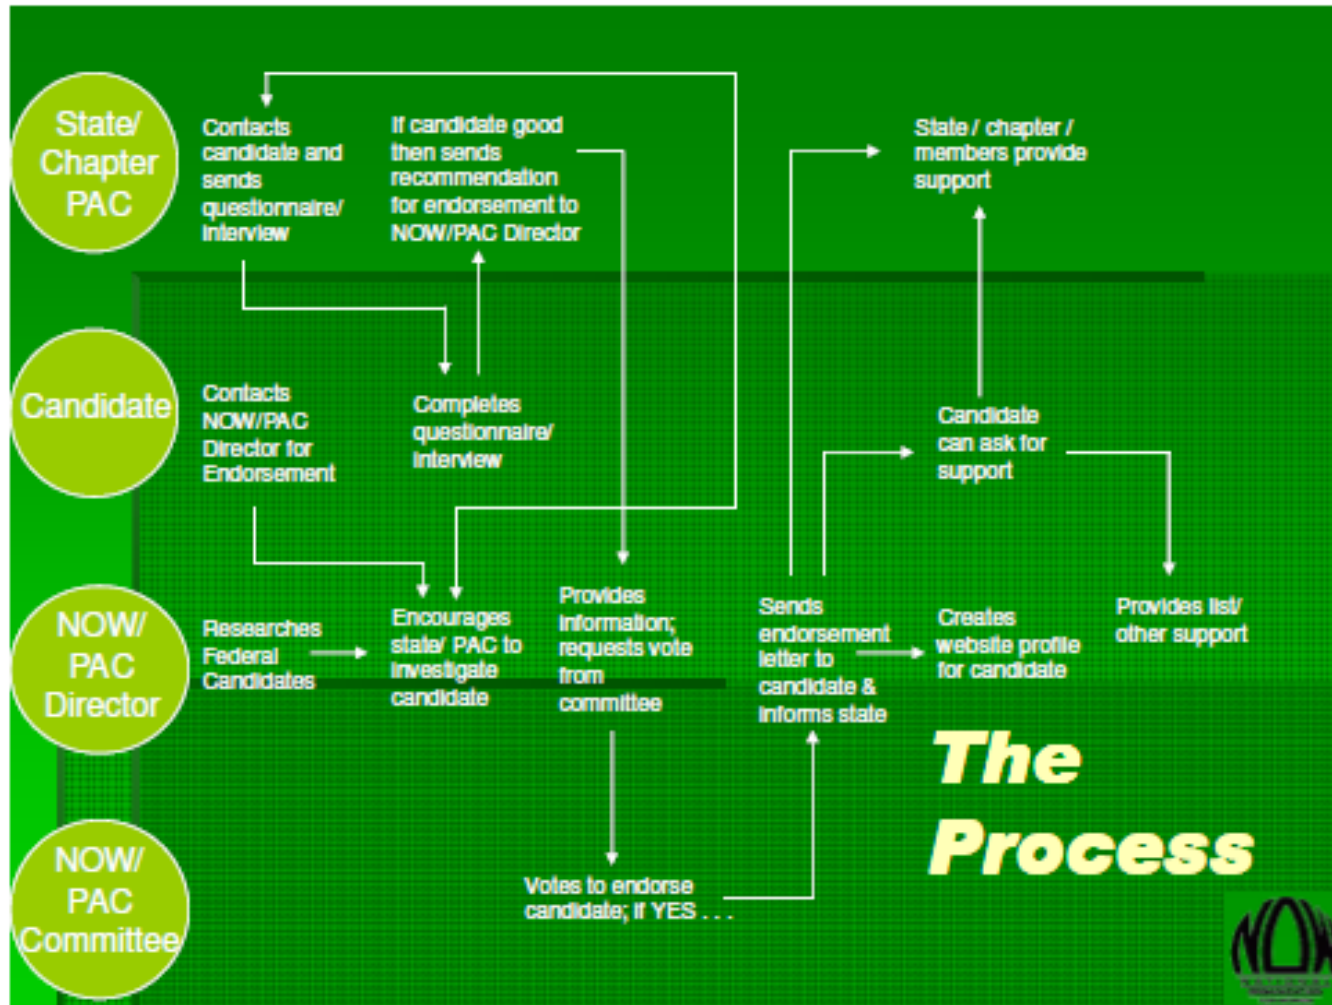 State/
Chapter
PAC
Contacts
candidate and
sends
questionnaire/
interview
If candidate good
then sends
recommendation
for endorsement to
NOW/PAC Director
State / chapter /
members provide
support
Candidate
Contacts
NOW/PAC
Director for
Endorsement
Completes
questionnaire/
interview
Candidate
can ask for
support
NOW/
PAC
Director
Researches
Federal
Candidates
Encourages
state/ PAC to
investigate
candidate
Provides
information;
requests vote
from
committee
Sends
endorsement
letter to
candidate &
informs state
Creates
website profile
for candidate
Provides list/
other support
The
Process
NOW/
PAC
Committee
Votes to endorse
candidate; if YES . . .
NOW